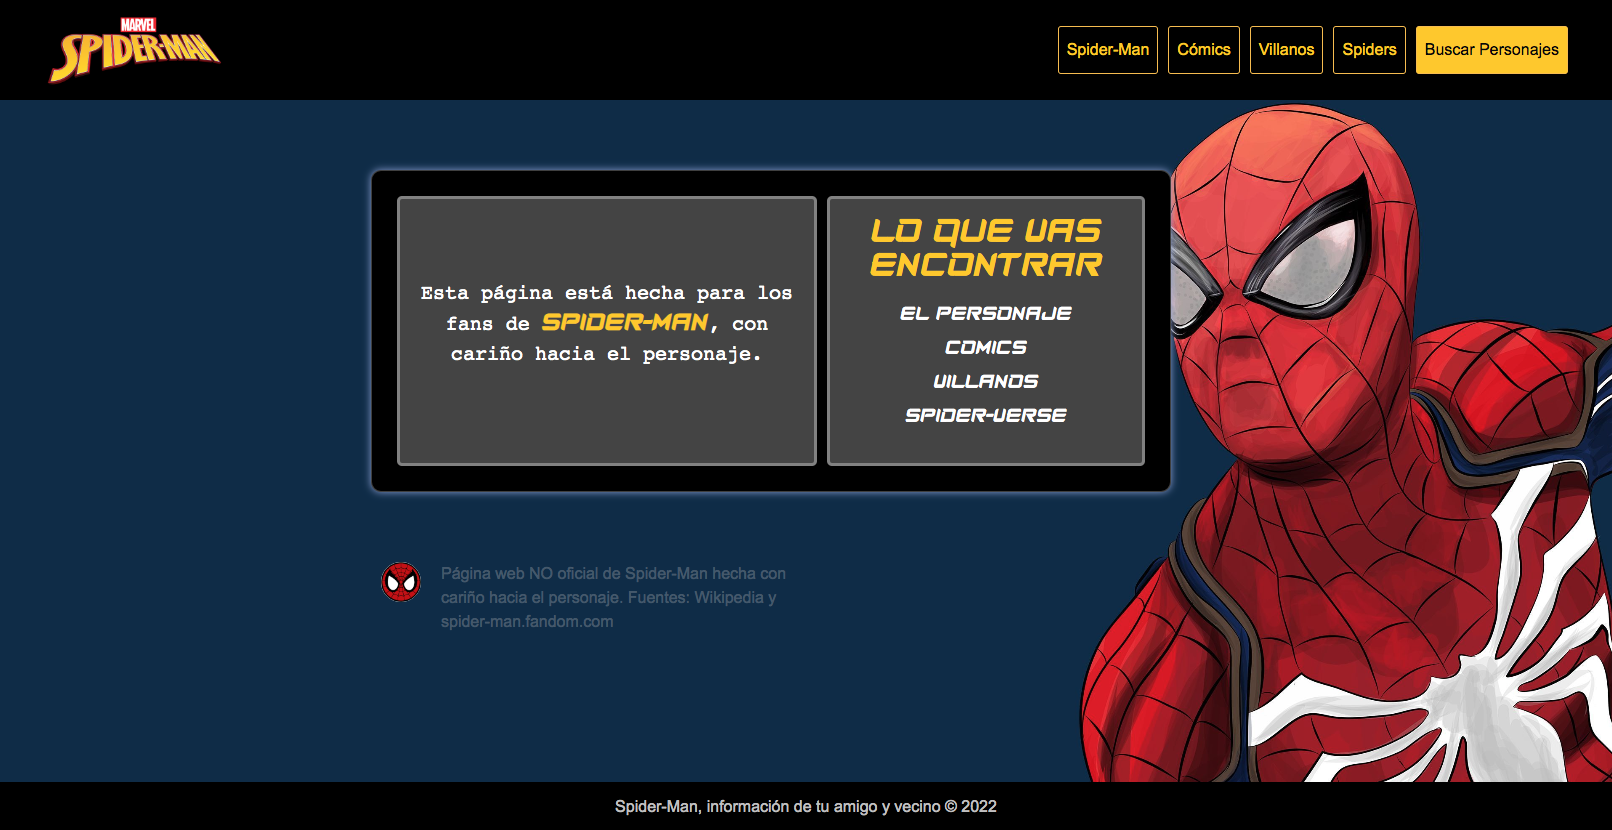 MARVEL
SPIDER-MAN
Spider-Man
Cómics
Villanos
Spiders
Buscar Personajes
Esta página está hecha para los
fans de SPIDER-MAN, con
cariño hacia el personaje.
LO QUE VAS
ENCONTRAR
EL PERSONAJE
COMICS
VILLANOS
SPIDER-VERSE
Página web NO oficial de Spider-Man hecha con
cariño hacia el personaje. Fuentes: Wikipedia y
spider-man.fandom.com
Spider-Man, información de tu amigo y vecino © 2022